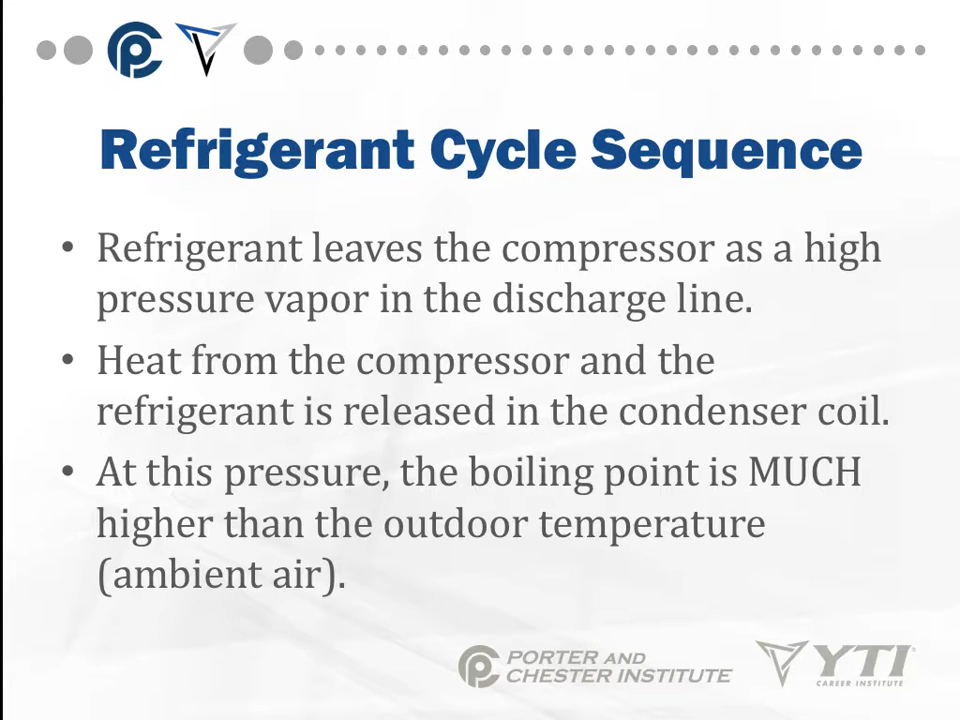 Refrigerant Cycle Sequence
• Refrigerant leaves the compressor as a high
pressure vapor in the discharge line.
• Heat from the compressor and the
refrigerant is released in the condenser coil.
• At this pressure, the boiling point is MUCH
higher than the outdoor temperature
(ambient air).
PORTER AND
CHESTER INSTITUTE
YTI
CAREER INSTITUTE